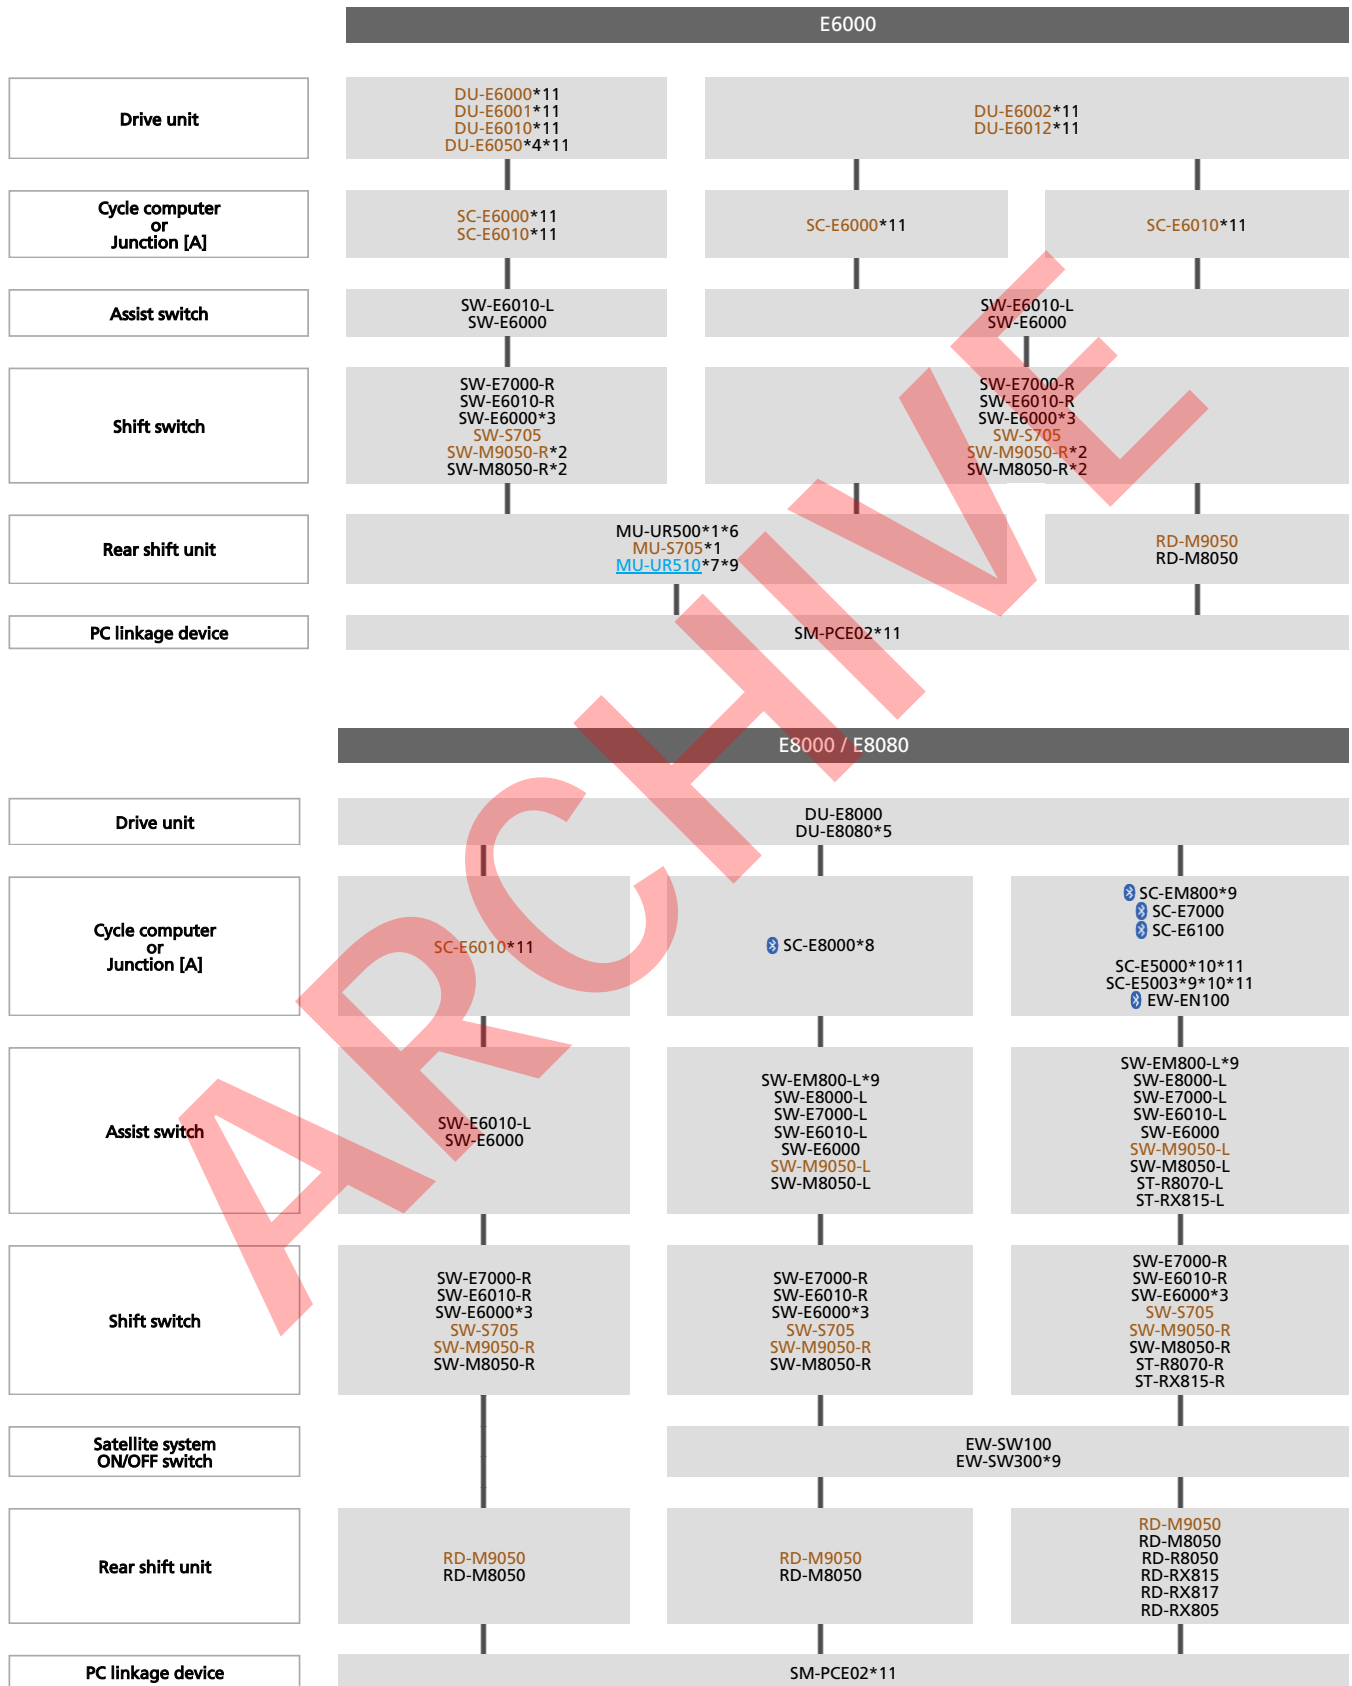 E6000
Drive unit
DU-E6000*11
DU-E6001*11
DU-E6010*11
DU-E6050*4*11
DU-E6002*11
DU-E6012*11
Cycle computer
or
Junction [A]
SC-E6000*11
SC-E6010*11
SC-E6000*11
SC-E6010*11
Assist switch
SW-E6010-L
SW-E6000
SW-E6010-L
SW-E6000
Shift switch
SW-E7000-R
SW-E6010-R
SW-E6000*3
SW-S705
SW-M9050-R*2
SW-M8050-R*2
SW-E7000-R
SW-E6010-R
SW-E6000*3
SW-S705
SW-M9050-R*2
SW-M8050-R*2
Rear shift unit
MU-UR500*1*6
MU-S705*1
MU-UR510*7*9
RD-M9050
RD-M8050
PC linkage device
SM-PCE02*11
E8000 / E8080
Drive unit
DU-E8000
DU-E8080*5
Cycle computer
or
Junction [A]
SC-E6010*11
SC-E8000*8
SC-EM800*9
SC-E7000
SC-E6100
SC-E5000*10*11
SC-E5003*9*10*11
EW-EN100
Assist switch
SW-E6010-L
SW-E6000
SW-EM800-L*9
SW-E8000-L
SW-E7000-L
SW-E6010-L
SW-E6000
SW-M9050-L
SW-M8050-L
SW-EM800-L*9
SW-E8000-L
SW-E7000-L
SW-E6010-L
SW-E6000
SW-M9050-L
SW-M8050-L
ST-R8070-L
ST-RX815-L
Shift switch
SW-E7000-R
SW-E6010-R
SW-E6000*3
SW-S705
SW-M9050-R
SW-M8050-R
SW-E7000-R
SW-E6010-R
SW-E6000*3
SW-S705
SW-M9050-R
SW-M8050-R
SW-E7000-R
SW-E6010-R
SW-E6000*3
SW-S705
SW-M9050-R
SW-M8050-R
ST-R8070-R
ST-RX815-R
Satellite system
ON/OFF switch
EW-SW100
EW-SW300*9
Rear shift unit
RD-M9050
RD-M8050
RD-M9050
RD-M8050
RD-M9050
RD-M8050
RD-R8050
RD-RX815
RD-RX817
RD-RX805
PC linkage device
SM-PCE02*11
ARCHIVE